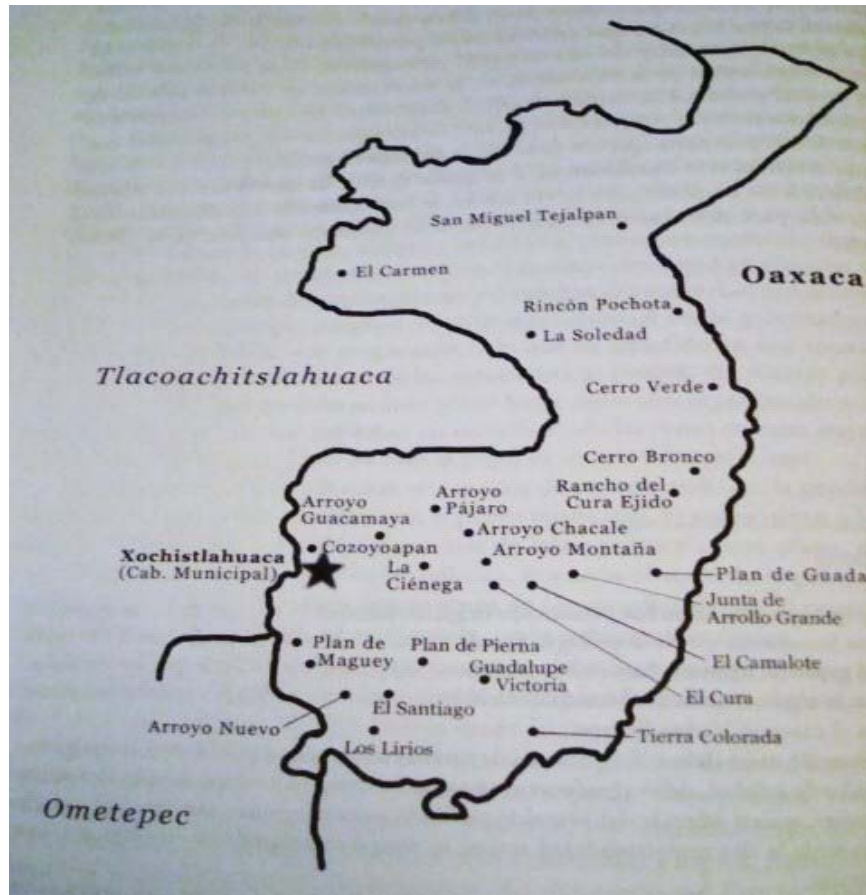 San Miguel Tejalpan
El Carmen
Oaxaca
Rincón Pochota
La Soledad
Tlacoachitslahuaca
Cerro Verde
Cerro Bronco
Arroyo
Pájaro
Rancho del
Cura Ejido
Arroyo
Guacamaya
Arroyo Chacale
Cozoyoapan
Arroyo Montaña
Xochistlahuaca
(Cab. Municipal)
La
Ciénega
Plan de Guada
Junta de
Arrollo Grande
El Camalote
Plan de
Maguey
Plan de Pierna
Guadalupe
Victoria
El Cura
El Santiago
Arroyo Nuevo
Los Lirios
Tierra Colorada
Ometepec